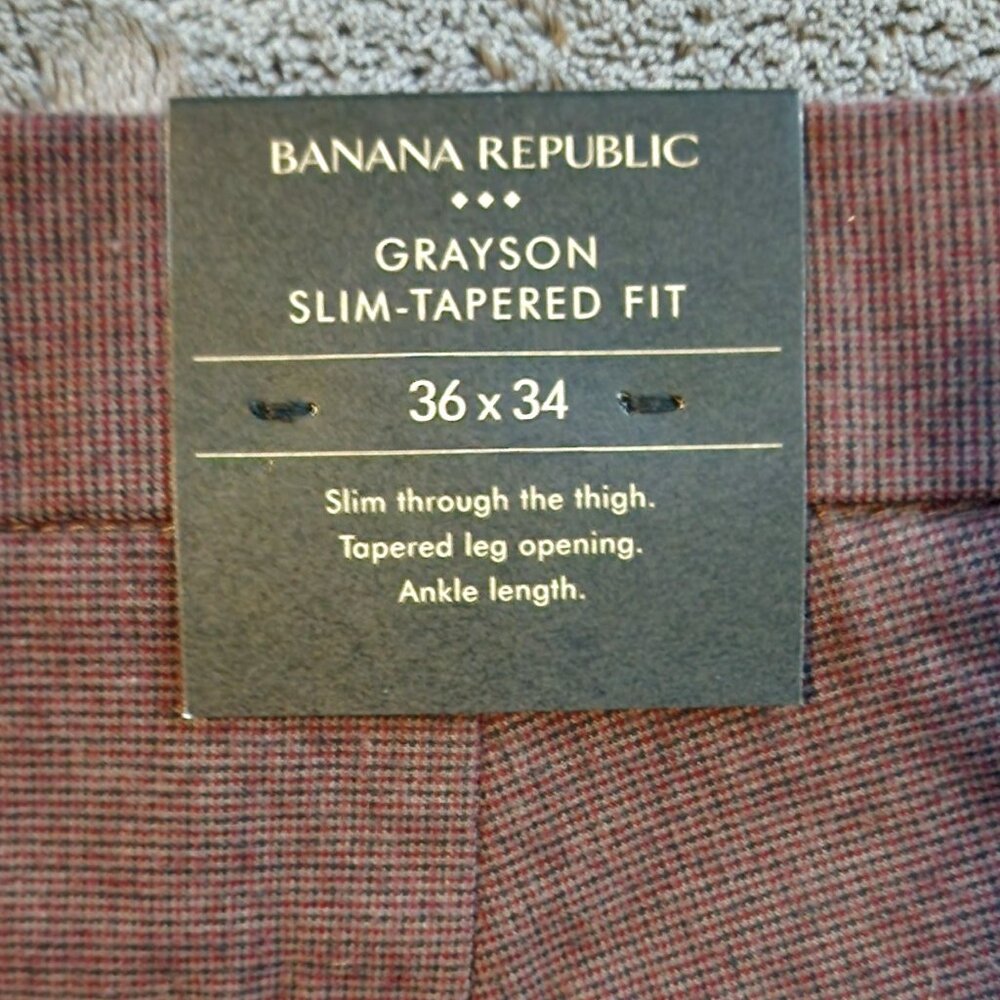 BANANA REPUBLIC
GRAYSON
SLIM-TAPERED FIT
36 x 34
Slim through the thigh.
Tapered leg opening.
Ankle length.